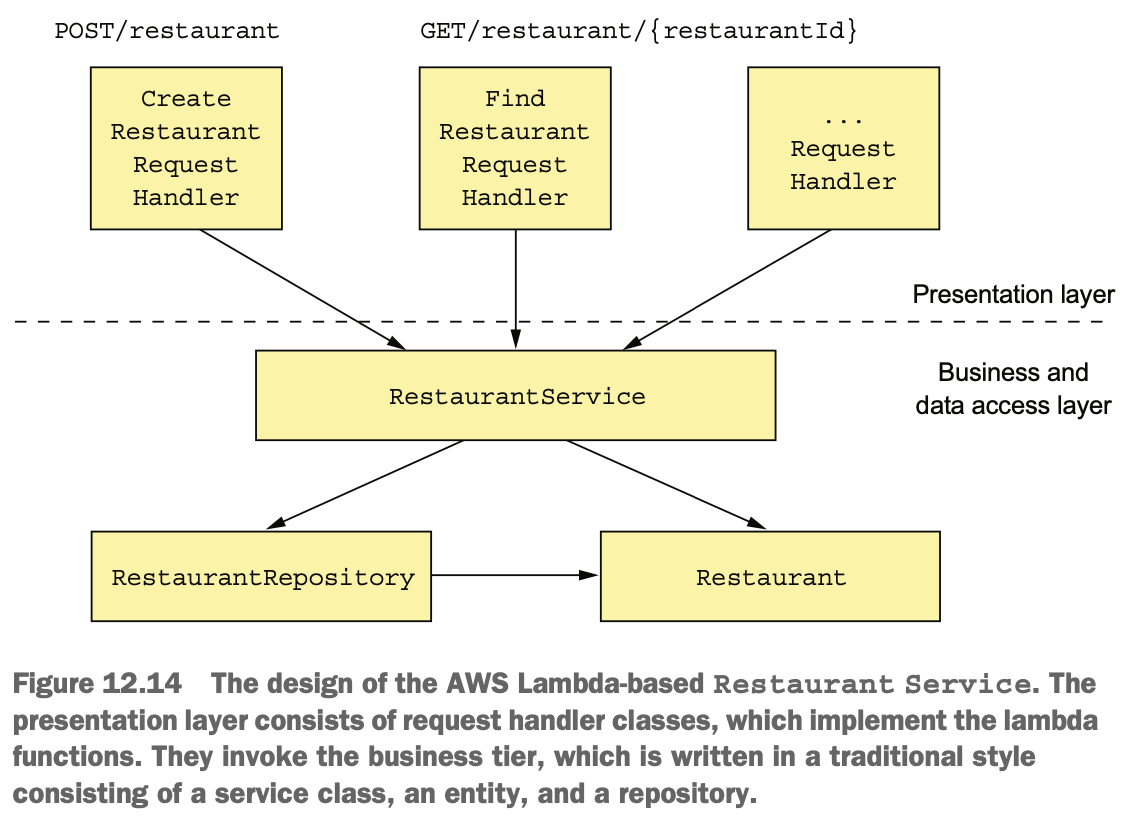 POST/restaurant
GET/restaurant/{restaurantId}
Create
Restaurant
Request
Handler
Find
Restaurant
Request
Handler
...
Request
Handler
Presentation layer
Business and
data access layer
RestaurantService
RestaurantRepository
Restaurant
Figure 12.14 The design of the AWS Lambda-based Restaurant Service. The
presentation layer consists of request handler classes, which implement the lambda
functions. They invoke the business tier, which is written in a traditional style
consisting of a service class, an entity, and a repository.